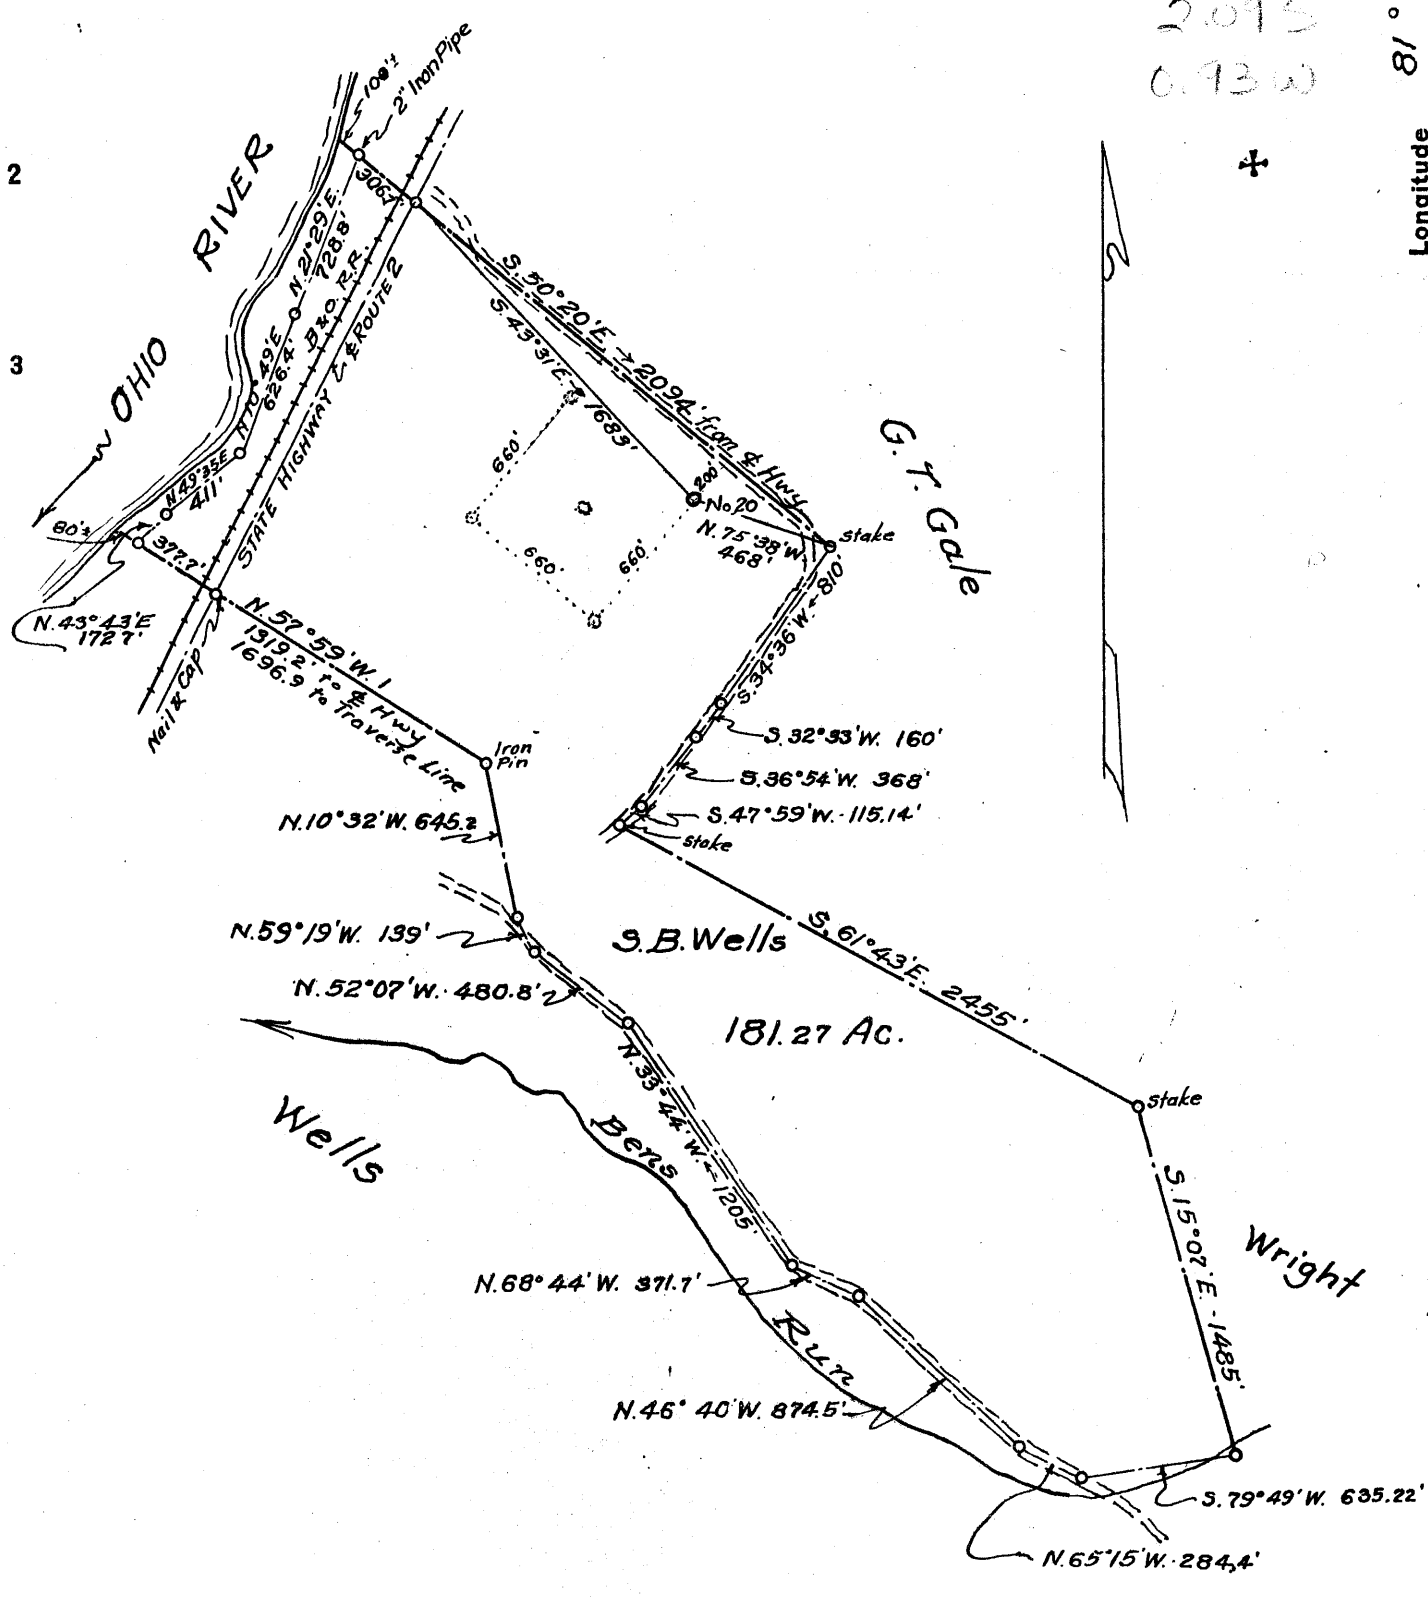 2.09 S
0.93 W
81°
Longitude
2
3
100'±
2" Iron Pipe
RIVER
OHIO
306.7'
N. 21°29'E.
728.8'
B&O. R.R.
N 10°49'E
626.4'
STATE HIGHWAY & ℄ ROUTE 2
N 49°35E
411'
80'±
377.7'
N. 43°43'E
172.7'
Nail & Cap
S. 50°20'E → 2094' from ℄ Hwy
S. 43°31'E. → 1683'
660'
660'
660'
200'
No. 20
N. 75°38'W.
468'
stake
G. T. Gale
N. 57°59'W. 1
1319.2' to ℄ Hwy
1696.9 to Traverse Line
Iron
Pin
S. 34°36'W. ← 810'
S. 32°33'W. 160'
S. 36°54'W. 368'
S. 47°59'W. - 115.14'
stake
N. 10°32'W. 645.2
N. 59°19'W. 139'
N. 52°07'W. 480.8'
S. B. Wells
181.27 Ac.
S. 61°43'E. 2455'
stake
N. 33°44'W. ← 1205'
Wells
Bens
Run
S. 15°07'E. - 1485'
Wright
N. 68°44'W. 371.7'
N. 46°40'W. 874.5'
S. 79°49'W. 635.22'
N. 65°15'W. - 284.4'